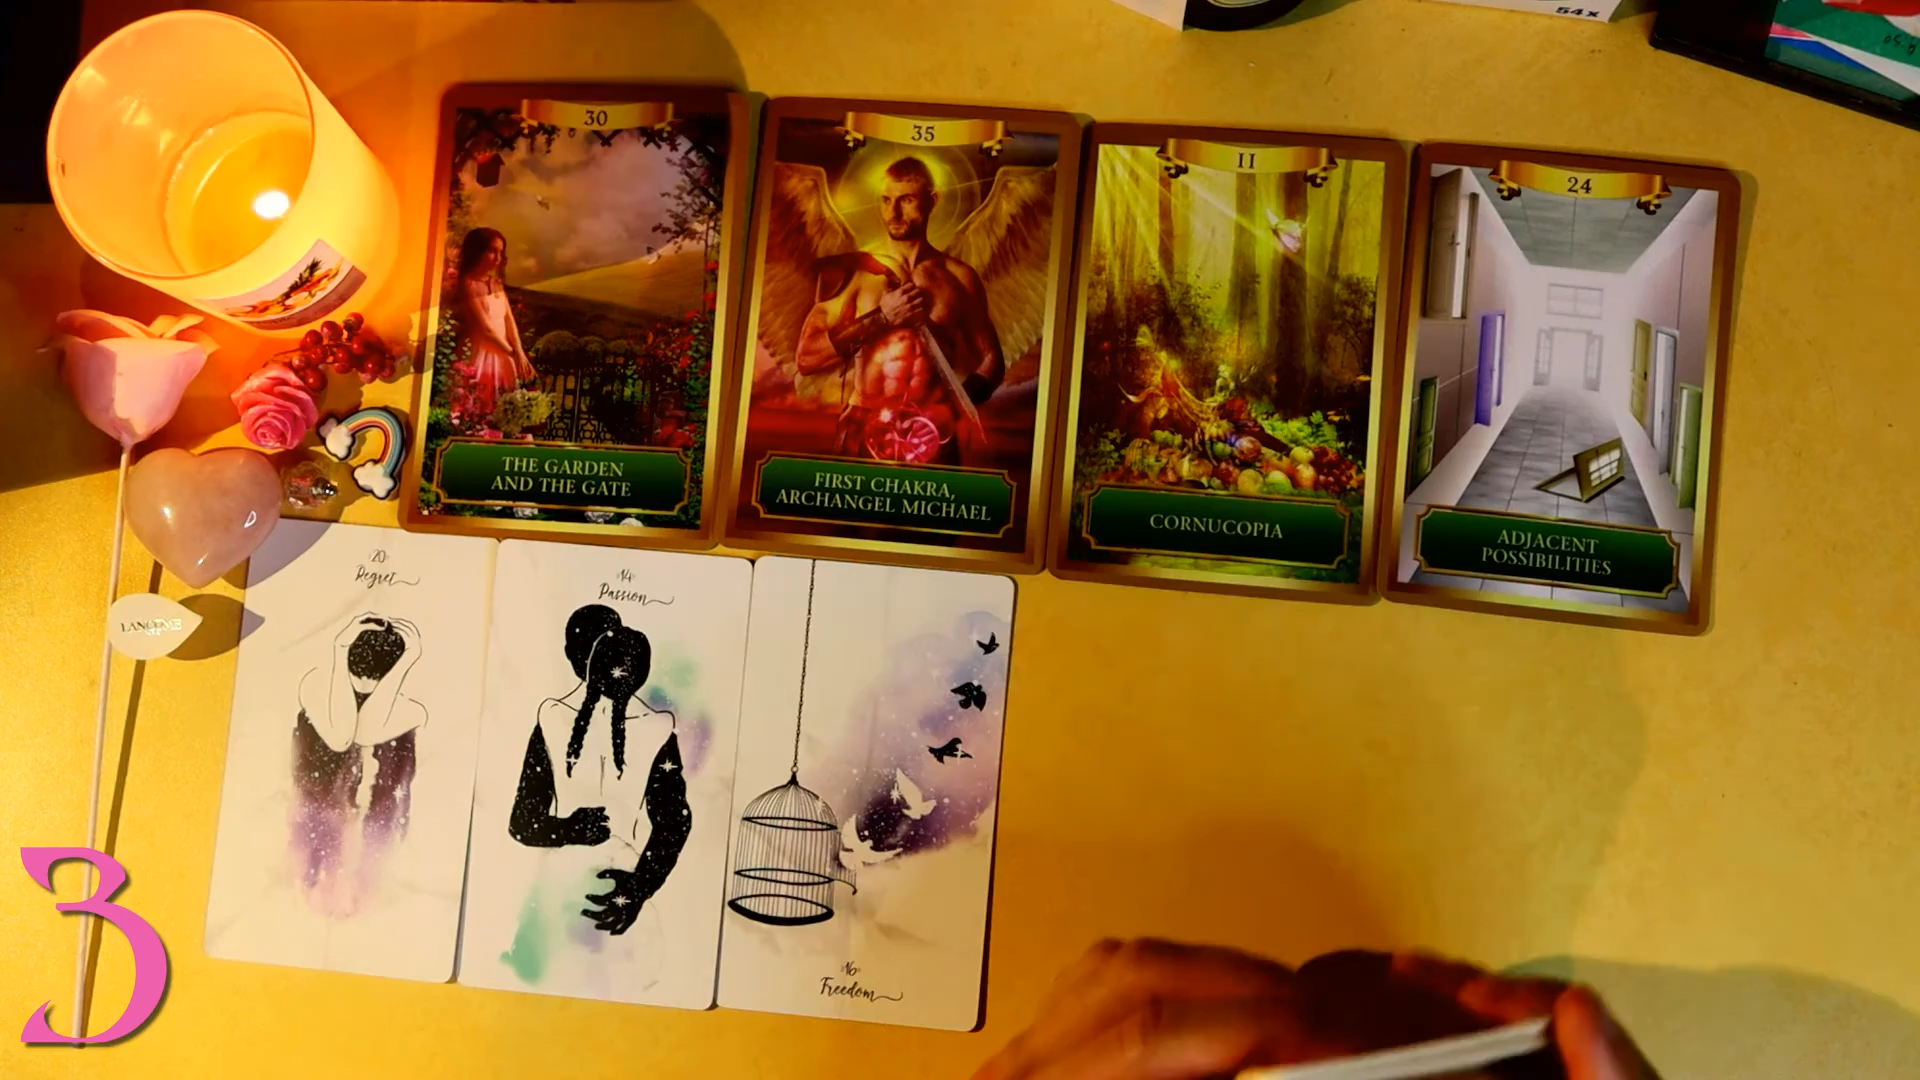 54x
30
THE GARDEN
AND THE GATE
35
FIRST CHAKRA,
ARCHANGEL MICHAEL
11
CORNUCOPIA
24
ADJACENT
POSSIBILITIES
20
Regret
14
Passion
16
Freedom
3